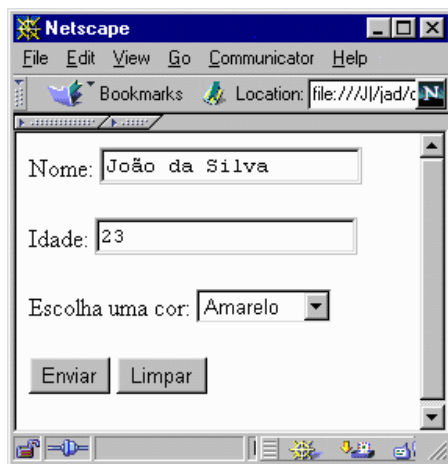 Netscape
File Edit View Go Communicator Help
Bookmarks Location: file:///J|/jad/c N
Nome: João da Silva
Idade: 23
Escolha uma cor: Amarelo
Enviar Limpar